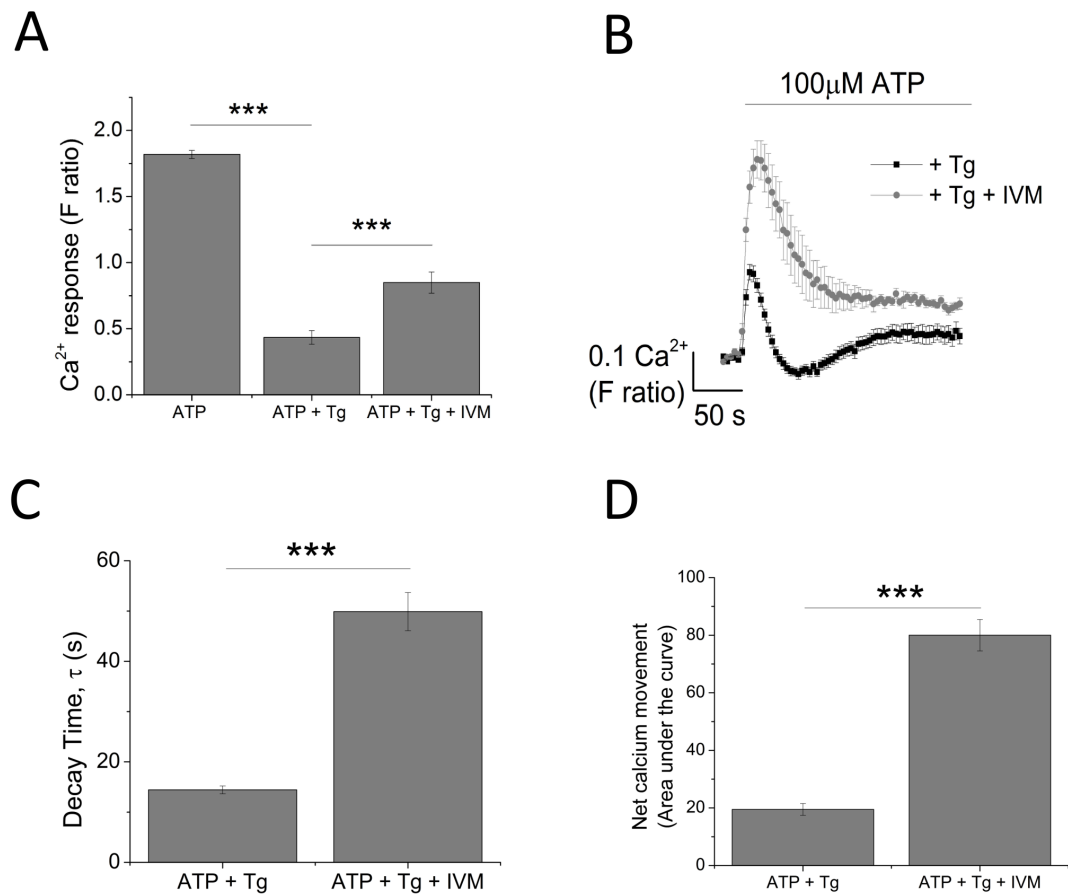 A
Ca²⁺ response (F ratio)
2.0
1.5
1.0
0.5
0.0
***
***
ATP
ATP + Tg
ATP + Tg + IVM
B
100μM ATP
+ Tg
+ Tg + IVM
0.1 Ca²⁺
(F ratio)
50 s
C
Decay Time, τ (s)
60
40
20
0
***
ATP + Tg
ATP + Tg + IVM
D
Net calcium movement
(Area under the curve)
100
80
60
40
20
0
***
ATP + Tg
ATP + Tg + IVM